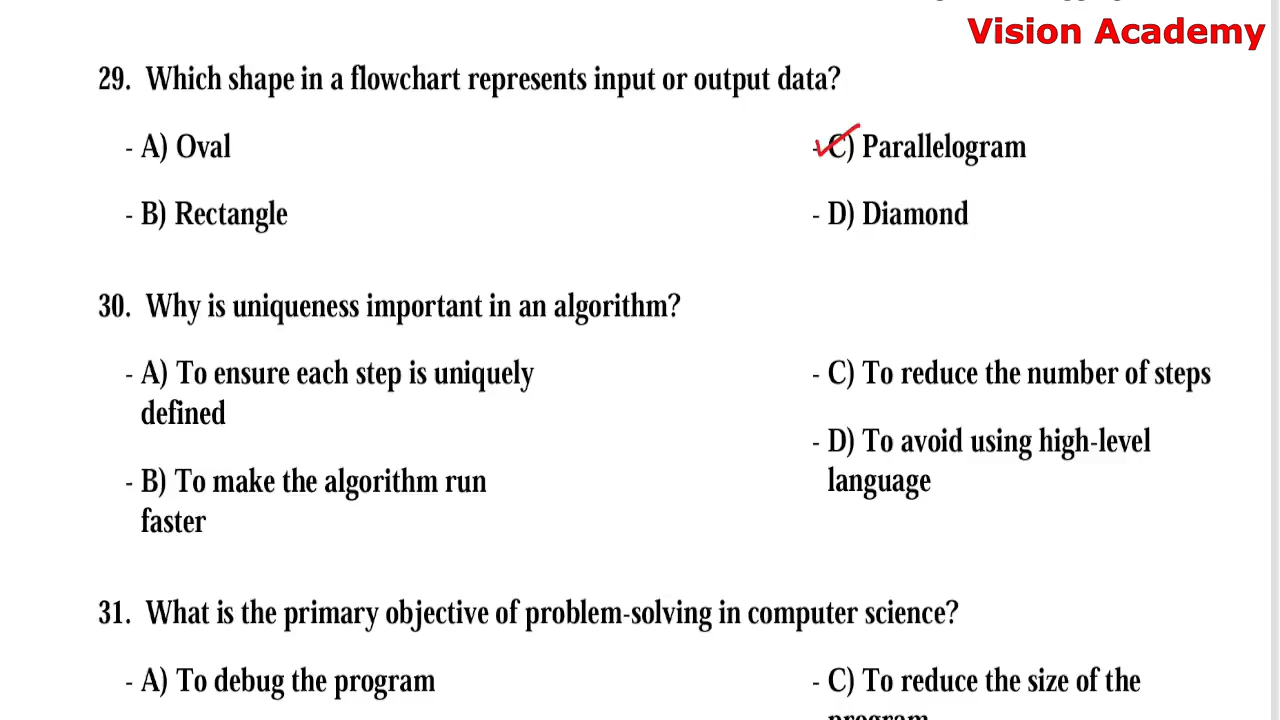 Vision Academy
29. Which shape in a flowchart represents input or output data?
- A) Oval
- B) Rectangle
- C) Parallelogram
- D) Diamond
30. Why is uniqueness important in an algorithm?
- A) To ensure each step is uniquely
defined
- B) To make the algorithm run
faster
- C) To reduce the number of steps
- D) To avoid using high-level
language
31. What is the primary objective of problem-solving in computer science?
- A) To debug the program
- C) To reduce the size of the